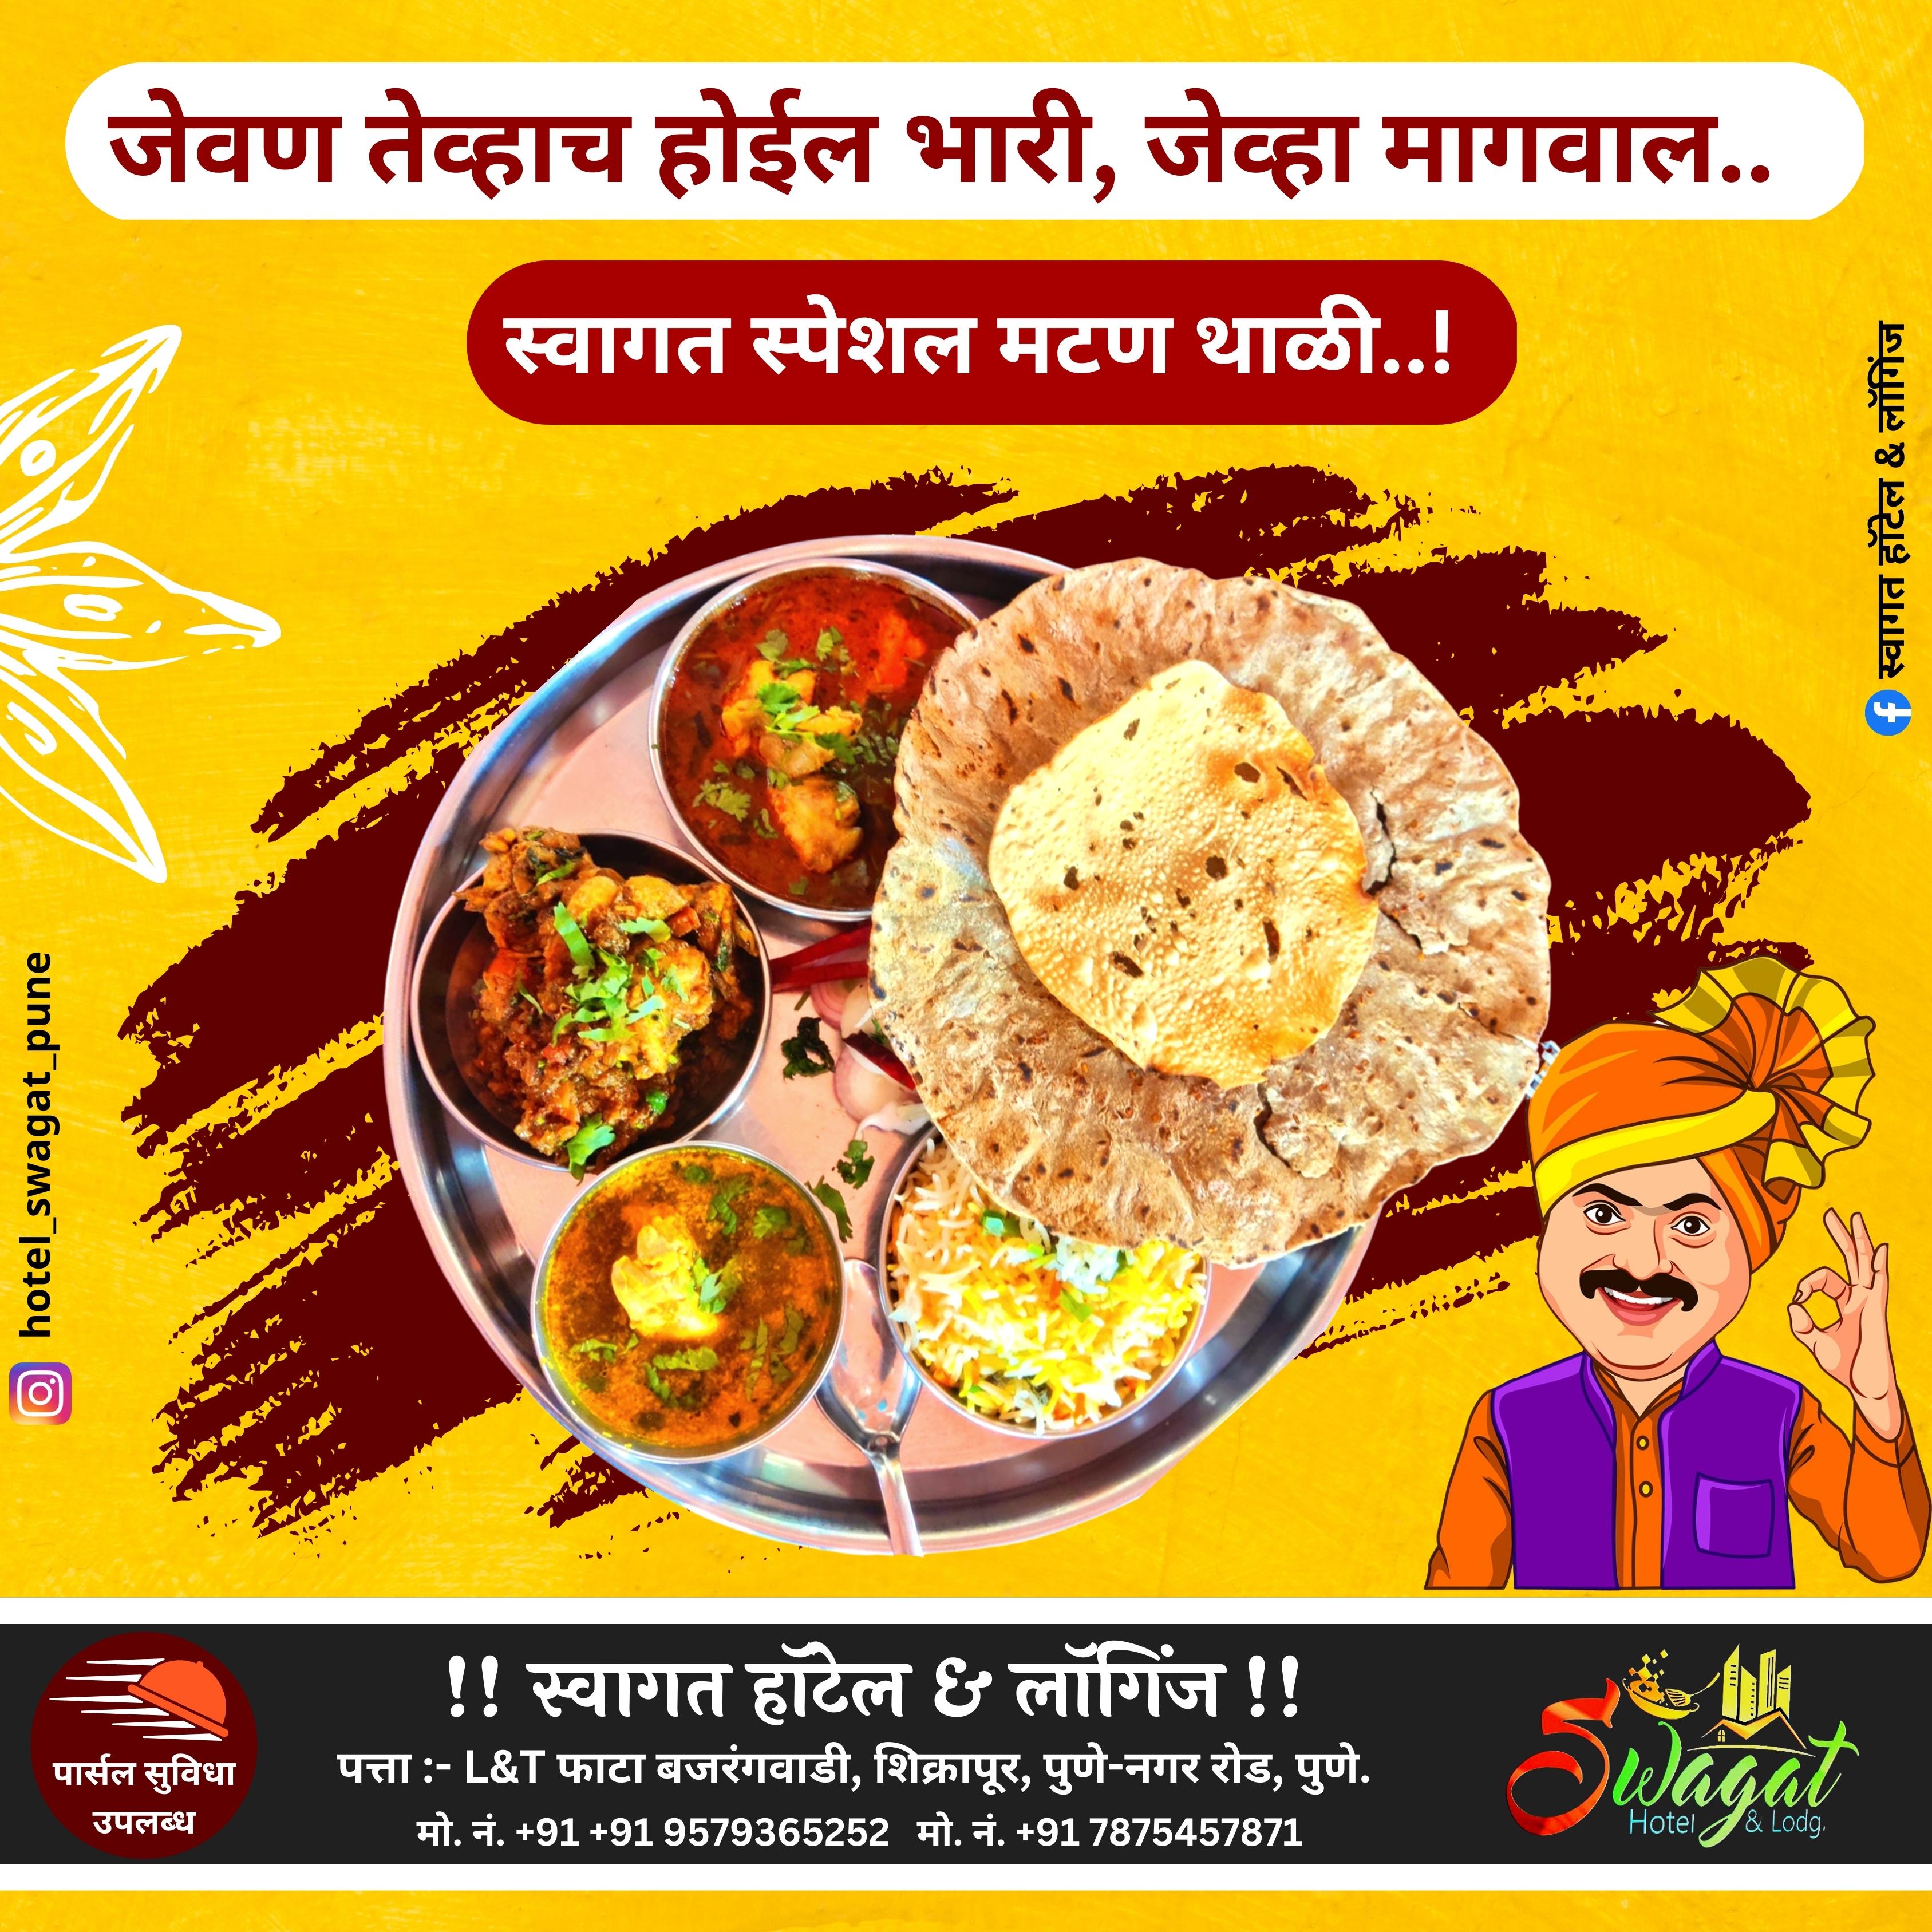 जेवण तेव्हाच होईल भारी, जेव्हा मागवाल..
स्वागत स्पेशल मटण थाळी..!
स्वागत हॉटेल & लॉगिंज
hotel_swagat_pune
पार्सल सुविधा
उपलब्ध
!! स्वागत हॉटेल & लॉगिंज !!
पत्ता :- L&T फाटा बजरंगवाडी, शिक्रापूर, पुणे-नगर रोड, पुणे.
मो. नं. +91 +91 9579365252 मो. नं. +91 7875457871
Swagat
Hotel & Lodg.